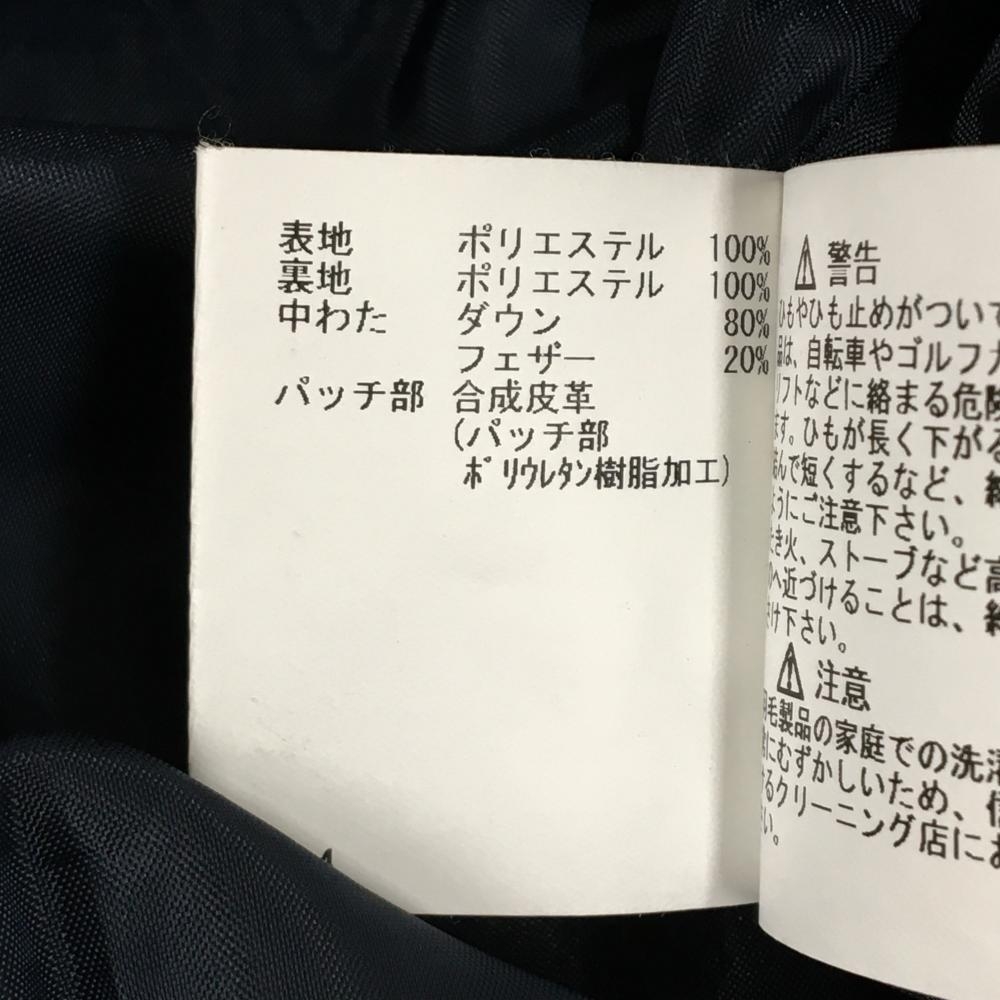 表地 ポリエステル 100%
裏地 ポリエステル 100%
中わた ダウン 80%
フェザー 20%
パッチ部 合成皮革
(パッチ部
ポリウレタン樹脂加工)
⚠ 警告
ひもやひも止めがついて
品は、自転車やゴルフカ
リフトなどに絡まる危険
ます。ひもが長く下がる
んで短くするなど、
ようにご注意下さい。
き火、ストーブなど高
へ近づけることは、
け下さい。
⚠ 注意
羽毛製品の家庭での洗濯
にむずかしいため、信
るクリーニング店にお
い。